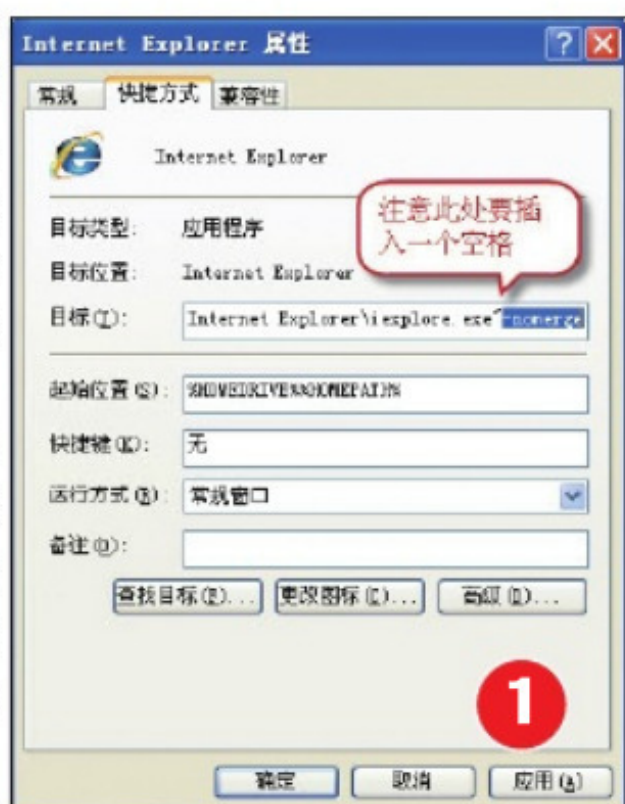 Internet Explorer 属性
常规 快捷方式 兼容性
Internet Explorer
注意此处要插
入一个空格
目标类型: 应用程序
目标位置: Internet Explorer
目标(T): Internet Explorer\iexplore.exe" -nomerge
起始位置(S): %HOMEDRIVE%%HOMEPATH%
快捷键(K): 无
运行方式(R): 常规窗口
备注(O):
查找目标(F)... 更改图标(C)... 高级(D)...
1
确定 取消 应用(A)